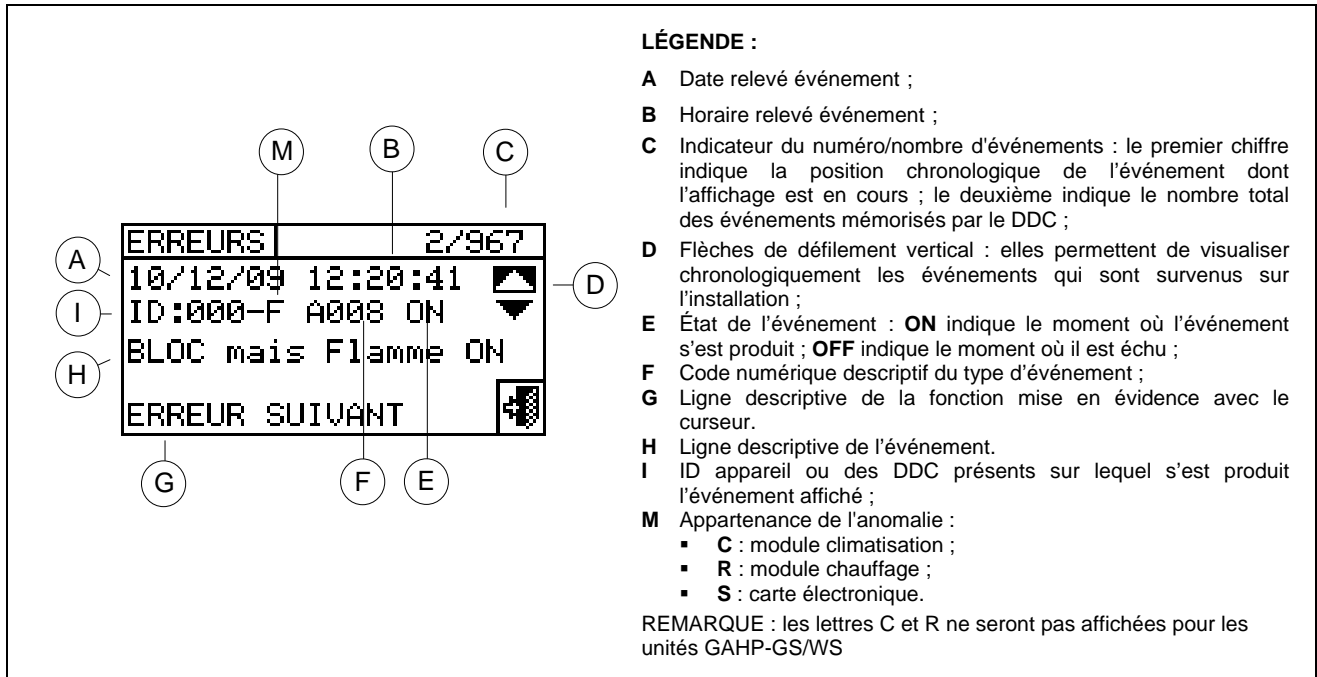 M
B
C
A
I
H
D
G
F
E
ERREURS 2/967
10/12/09 12:20:41
ID:000-F A008 ON
BLOC mais Flamme ON
ERREUR SUIVANT
LÉGENDE :
A Date relevé événement ;
B Horaire relevé événement ;
C Indicateur du numéro/nombre d'événements : le premier chiffre
indique la position chronologique de l’événement dont
l’affichage est en cours ; le deuxième indique le nombre total
des événements mémorisés par le DDC ;
D Flèches de défilement vertical : elles permettent de visualiser
chronologiquement les événements qui sont survenus sur
l’installation ;
E État de l’événement : ON indique le moment où l’événement
s’est produit ; OFF indique le moment où il est échu ;
F Code numérique descriptif du type d’événement ;
G Ligne descriptive de la fonction mise en évidence avec le
curseur.
H Ligne descriptive de l’événement.
I ID appareil ou des DDC présents sur lequel s’est produit
l’événement affiché ;
M Appartenance de l'anomalie :
▪ C : module climatisation ;
▪ R : module chauffage ;
▪ S : carte électronique.
REMARQUE : les lettres C et R ne seront pas affichées pour les
unités GAHP-GS/WS